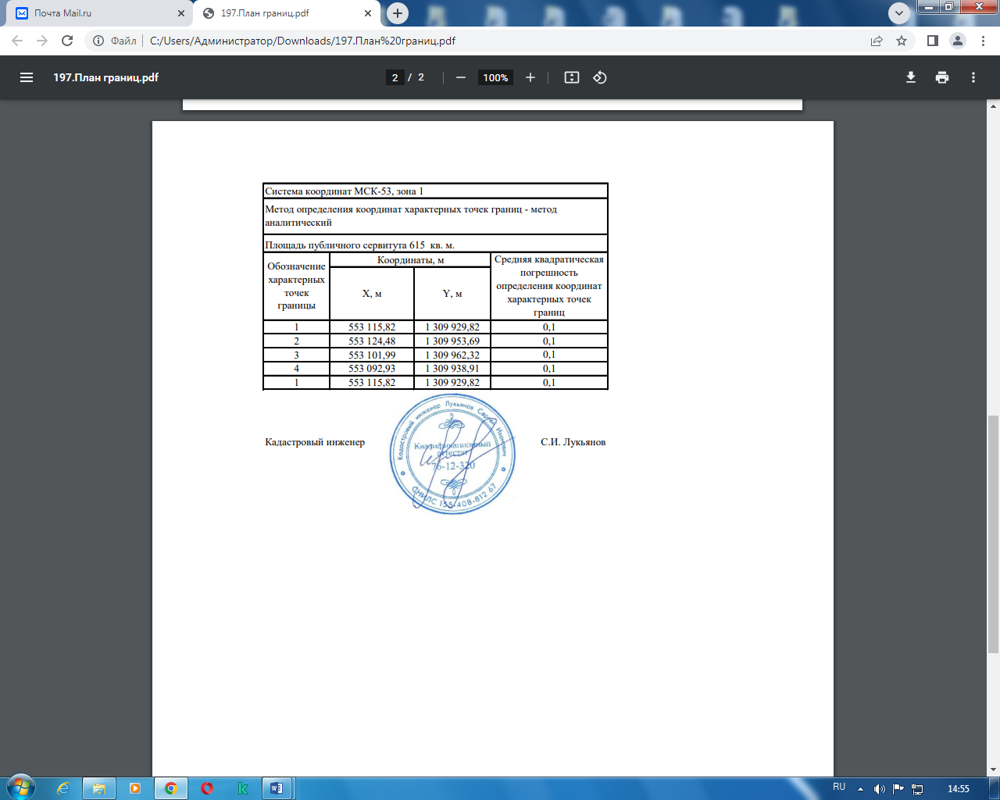 Почта Mail.ru
197.План границ.pdf
Файл
C:/Users/Администратор/Downloads/197.План%20границ.pdf
197.План границ.pdf
2 / 2
100%
Система координат МСК-53, зона 1
Метод определения координат характерных точек границ - метод
аналитический
Площадь публичного сервитута 615 кв. м.
Обозначение
характерных
точек
границы
Координаты, м
X, м
Y, м
Средняя квадратическая
погрешность
определения координат
характерных точек
границ
1 553 115,82 1 309 929,82 0,1
2 553 124,48 1 309 953,69 0,1
3 553 101,99 1 309 962,32 0,1
4 553 092,93 1 309 938,91 0,1
1 553 115,82 1 309 929,82 0,1
Кадастровый инженер
Кадастровый инженер Лукьянов Сергей Иванович
Квалификационный
аттестат
76-12-320
СНИЛС 155-408-812 67
С.И. Лукьянов
RU
14:55